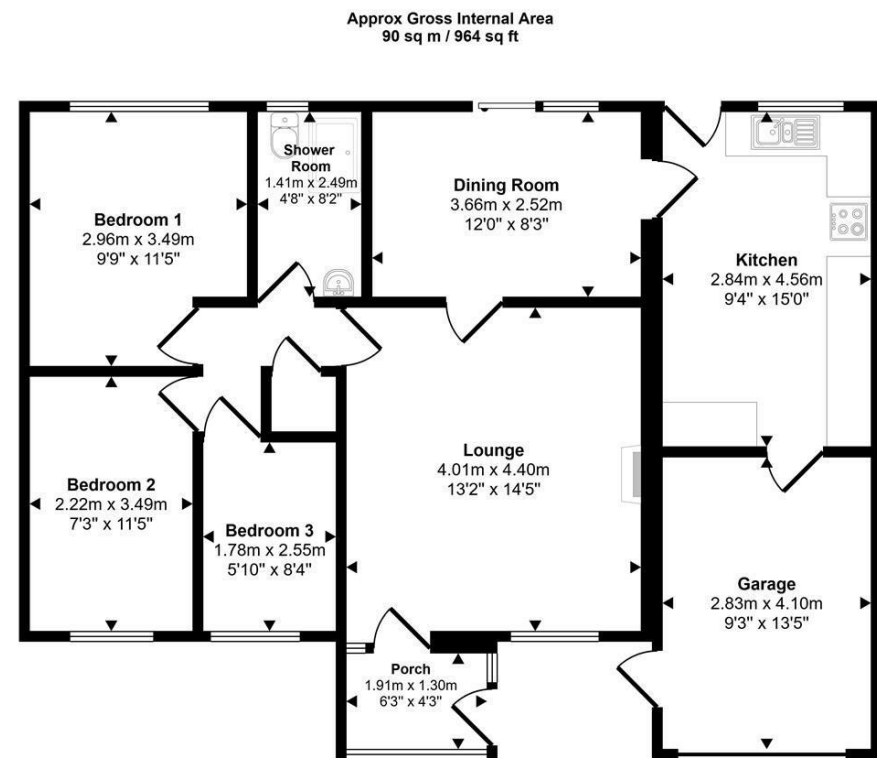 Approx Gross Internal Area
90 sq m / 964 sq ft
Shower
Room
1.41m x 2.49m
4'8" x 8'2"
Dining Room
3.66m x 2.52m
12'0" x 8'3"
Bedroom 1
2.96m x 3.49m
9'9" x 11'5"
Kitchen
2.84m x 4.56m
9'4" x 15'0"
Lounge
4.01m x 4.40m
13'2" x 14'5"
Bedroom 2
2.22m x 3.49m
7'3" x 11'5"
Bedroom 3
1.78m x 2.55m
5'10" x 8'4"
Garage
2.83m x 4.10m
9'3" x 13'5"
Porch
1.91m x 1.30m
6'3" x 4'3"